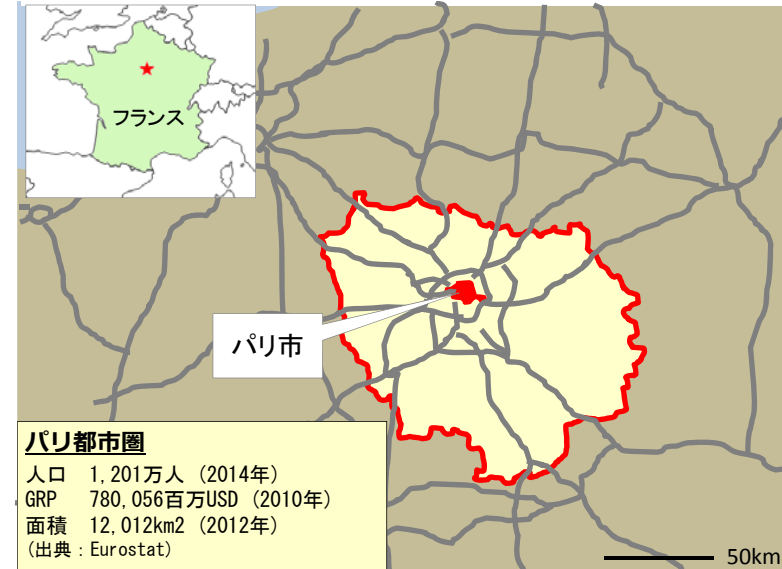 フランス
パリ市
パリ都市圏
人口 1,201万人 (2014年)
GRP 780,056百万USD (2010年)
面積 12,012km2 (2012年)
(出典：Eurostat)
50km